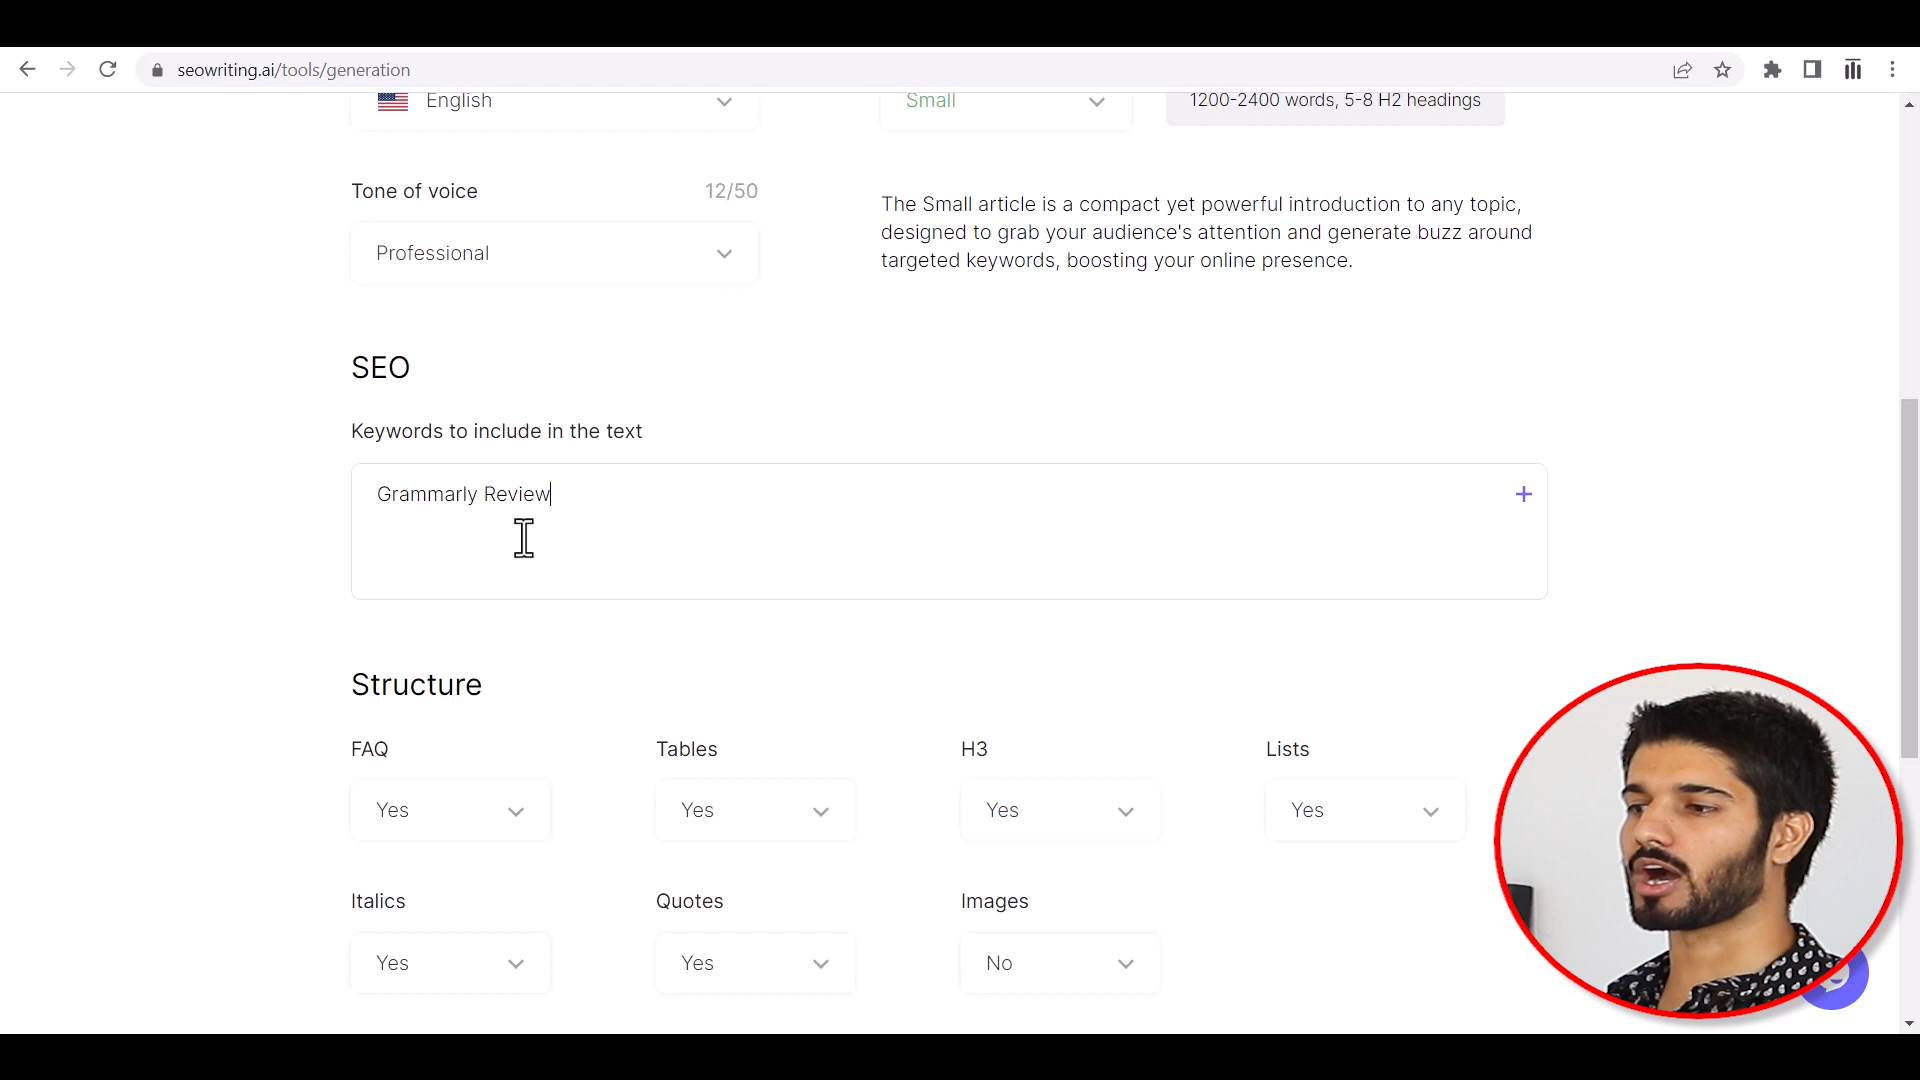 seowriting.ai/tools/generation
English
Small
1200-2400 words, 5-8 H2 headings
Tone of voice
12/50
Professional
The Small article is a compact yet powerful introduction to any topic,
designed to grab your audience's attention and generate buzz around
targeted keywords, boosting your online presence.
SEO
Keywords to include in the text
Grammarly Review
+
Structure
FAQ
Tables
H3
Lists
Yes
Yes
Yes
Yes
Italics
Quotes
Images
Yes
Yes
No